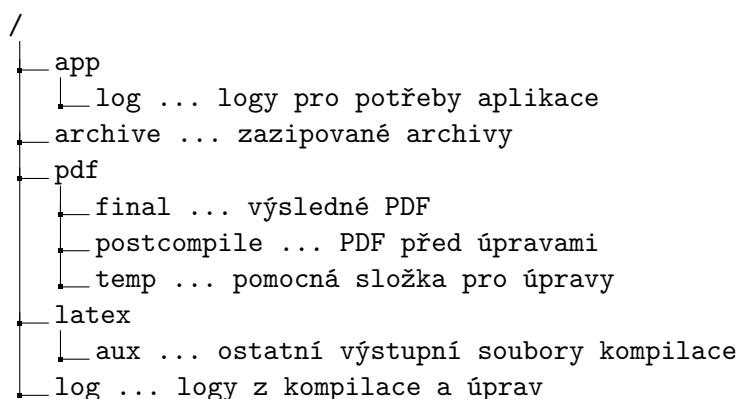 /
app
log ... logy pro potřeby aplikace
archive ... zazipované archivy
pdf
final ... výsledné PDF
postcompile ... PDF před úpravami
temp ... pomocná složka pro úpravy
latex
aux ... ostatní výstupní soubory kompilace
log ... logy z kompilace a úprav